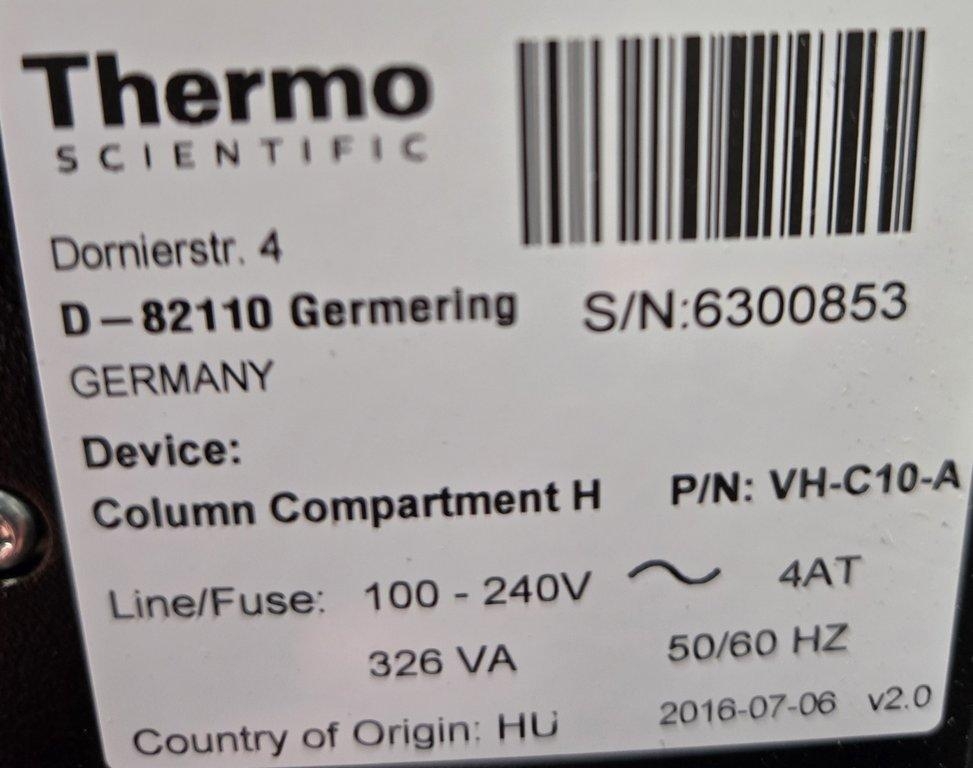 Thermo
SCIENTIFIC
Dornierstr. 4
D-82110 Germering
S/N:6300853
GERMANY
Device:
Column Compartment H P/N: VH-C10-A
Line/Fuse: 100 - 240V ~ 4AT
326 VA 50/60 HZ
Country of Origin: HU 2016-07-06 v2.0